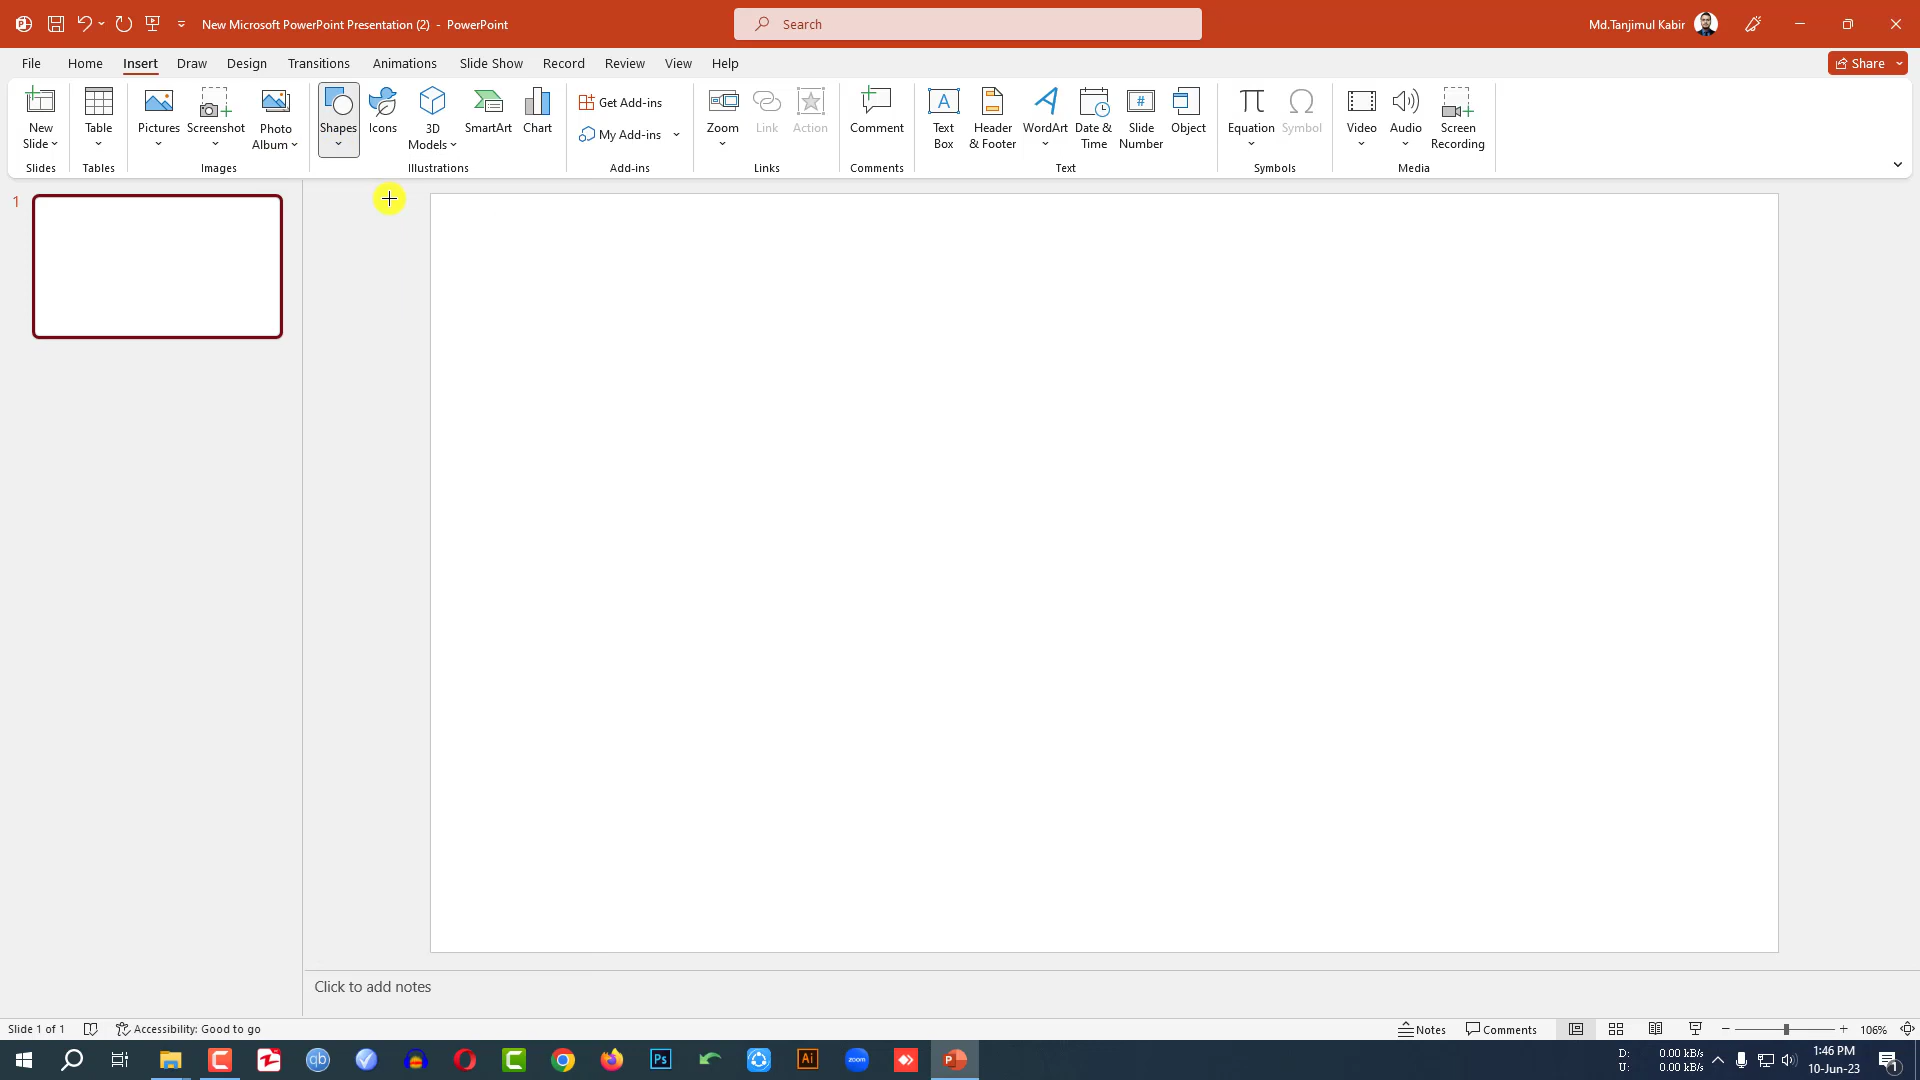 New Microsoft PowerPoint Presentation (2) - PowerPoint
Search
Md.Tanjimul Kabir
File Home Insert Draw Design Transitions Animations Slide Show Record Review View Help
Share
New
Slide
Slides
Table
Tables
Pictures
Screenshot
Photo
Album
Images
Shapes
Icons
3D
Models
SmartArt
Chart
Illustrations
Get Add-ins
My Add-ins
Add-ins
Zoom
Link
Action
Links
Comment
Comments
A
Text
Box
Header
& Footer
WordArt
Date &
Time
#
Slide
Number
Object
Text
Equation
Symbol
Symbols
Video
Audio
Screen
Recording
Media
1
Click to add notes
Slide 1 of 1
Accessibility: Good to go
Notes
Comments
106%
qb
Ps
Ai
zoom
P
D: 0.00 kB/s
U: 0.00 kB/s
1:46 PM
10-Jun-23
1